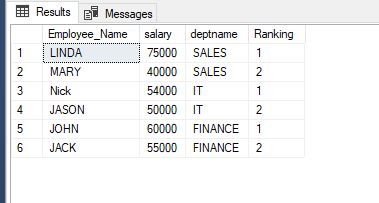 Results Messages
Employee_Name salary deptname Ranking
1 LINDA 75000 SALES 1
2 MARY 40000 SALES 2
3 Nick 54000 IT 1
4 JASON 50000 IT 2
5 JOHN 60000 FINANCE 1
6 JACK 55000 FINANCE 2